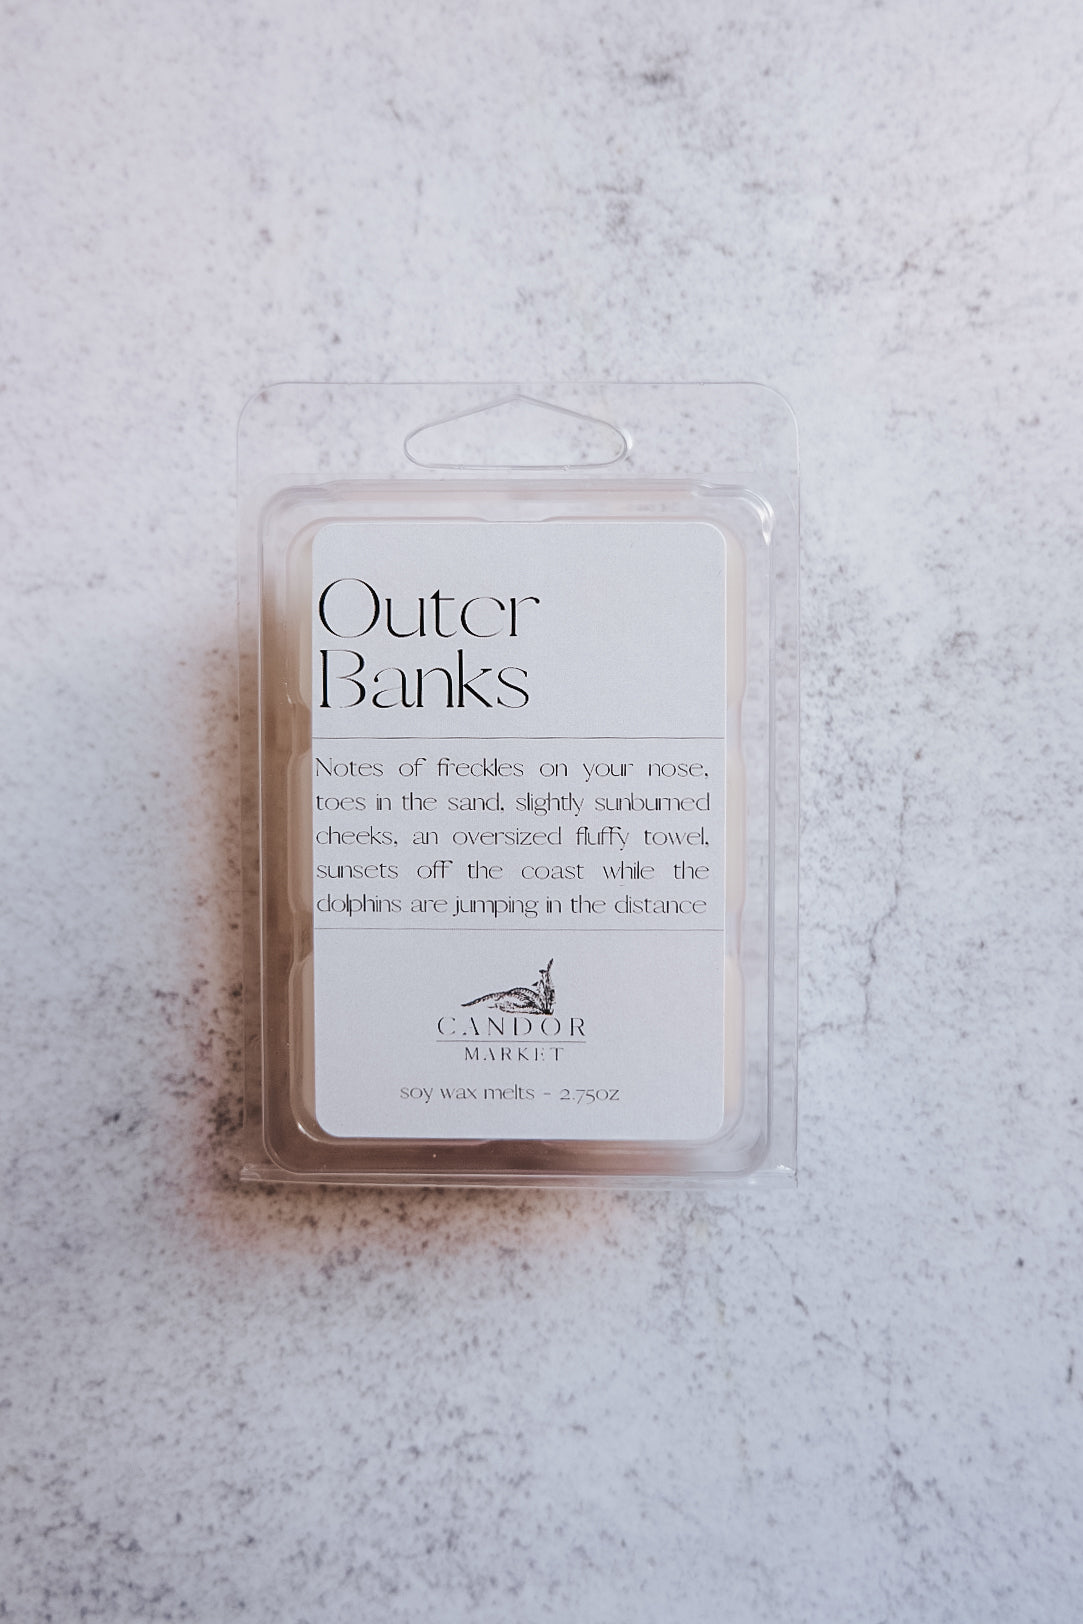 Outer
Banks
Notes of freckles on your nose,
toes in the sand, slightly sunburned
cheeks, an oversized fluffy towel,
sunsets off the coast while the
dolphins are jumping in the distance
CANDOR
MARKET
soy wax melts - 2.75oz